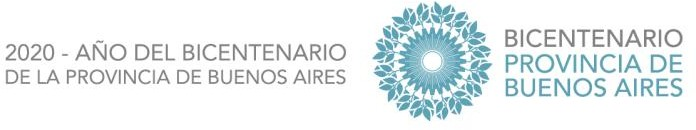 2020 - AÑO DEL BICENTENARIO
DE LA PROVINCIA DE BUENOS AIRES
BICENTENARIO
PROVINCIA DE
BUENOS AIRES